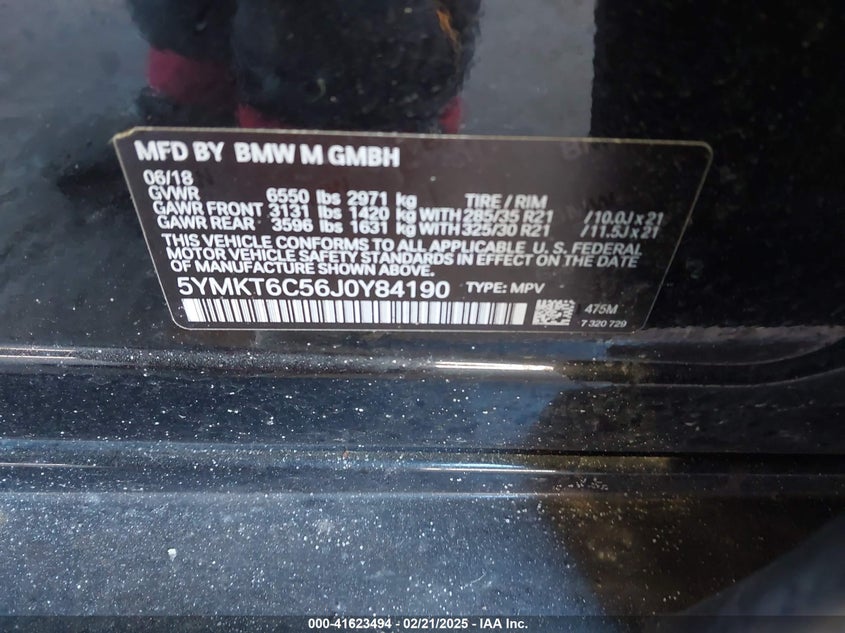 MFD BY BMW M GMBH
06/18
GVWR 6550 lbs 2971 kg TIRE / RIM
GAWR FRONT 3131 lbs 1420 kg WITH 285/35 R21 /10.0J x 21
GAWR REAR 3596 lbs 1631 kg WITH 325/30 R21 /11.5J x 21
THIS VEHICLE CONFORMS TO ALL APPLICABLE U. S. FEDERAL
MOTOR VEHICLE SAFETY STANDARDS IN EFFECT ON THE DATE
OF MANUFACTURE SHOWN ABOVE.
5YMKT6C56J0Y84190 TYPE: MPV
475M
7 320 729
000-41623494 - 02/21/2025 - IAA Inc.